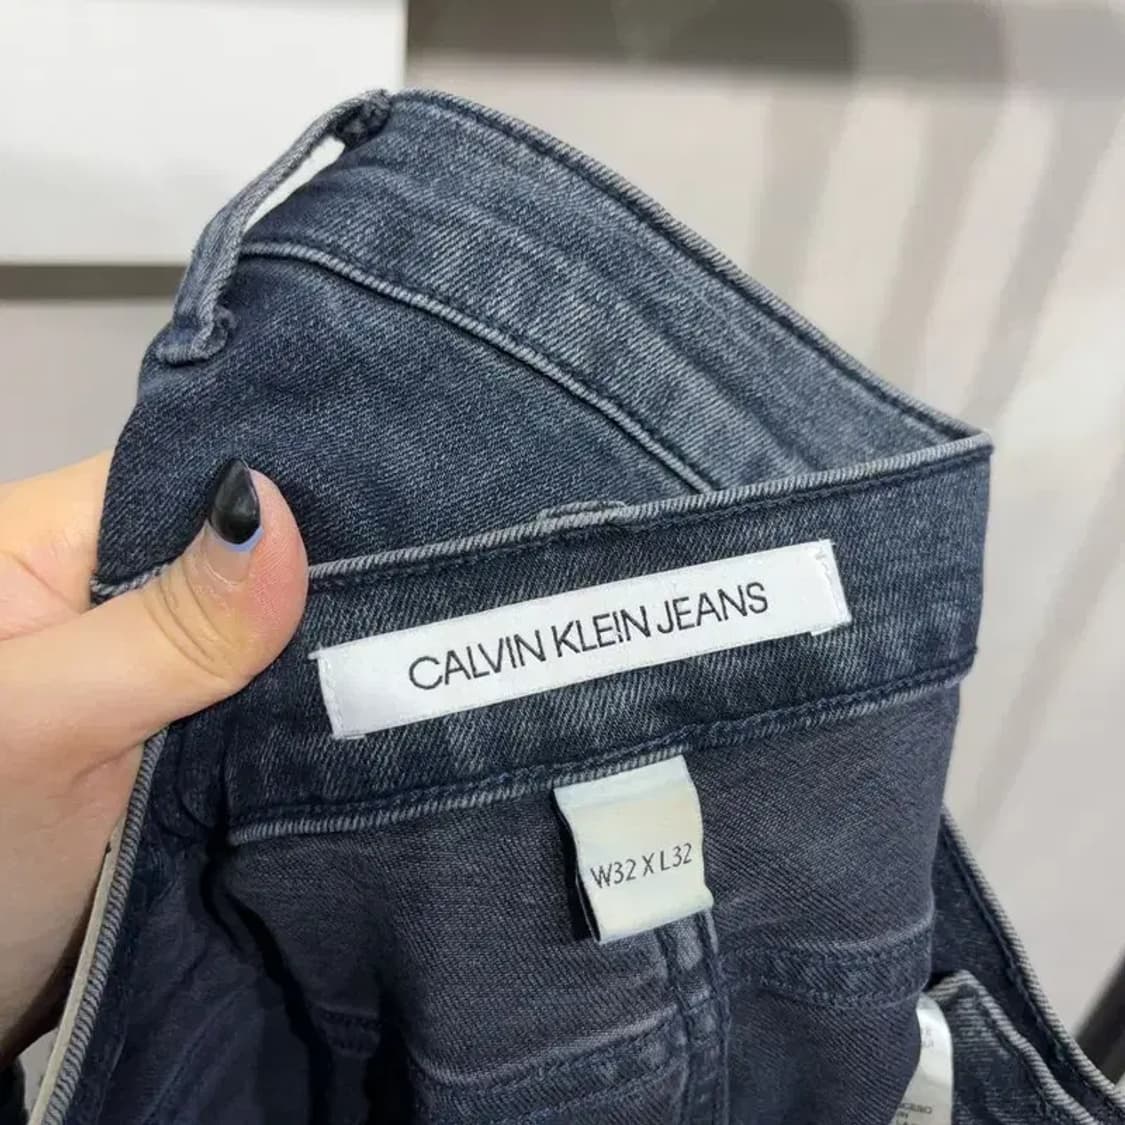 CALVIN KLEIN JEANS
W32 X L32